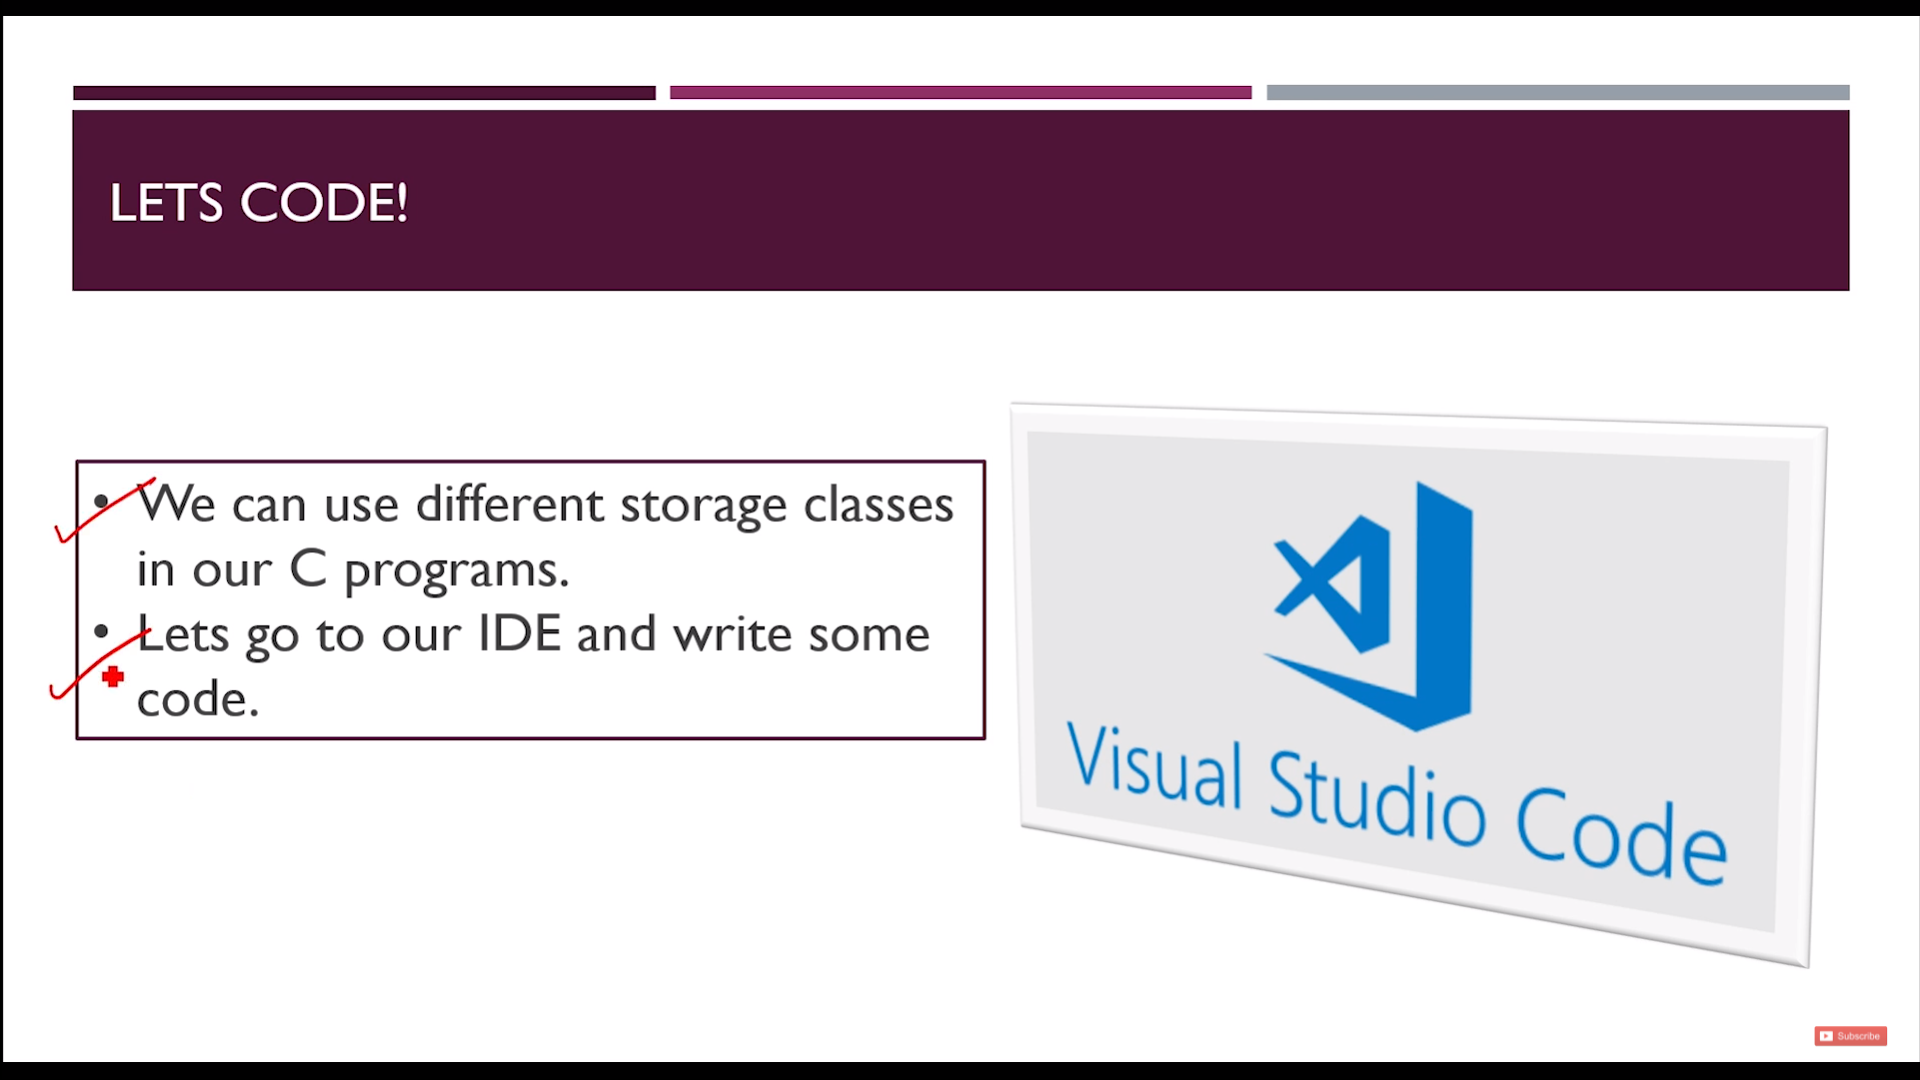 LETS CODE!
• We can use different storage classes
in our C programs.
• Lets go to our IDE and write some
code.
Visual Studio Code
Subscribe